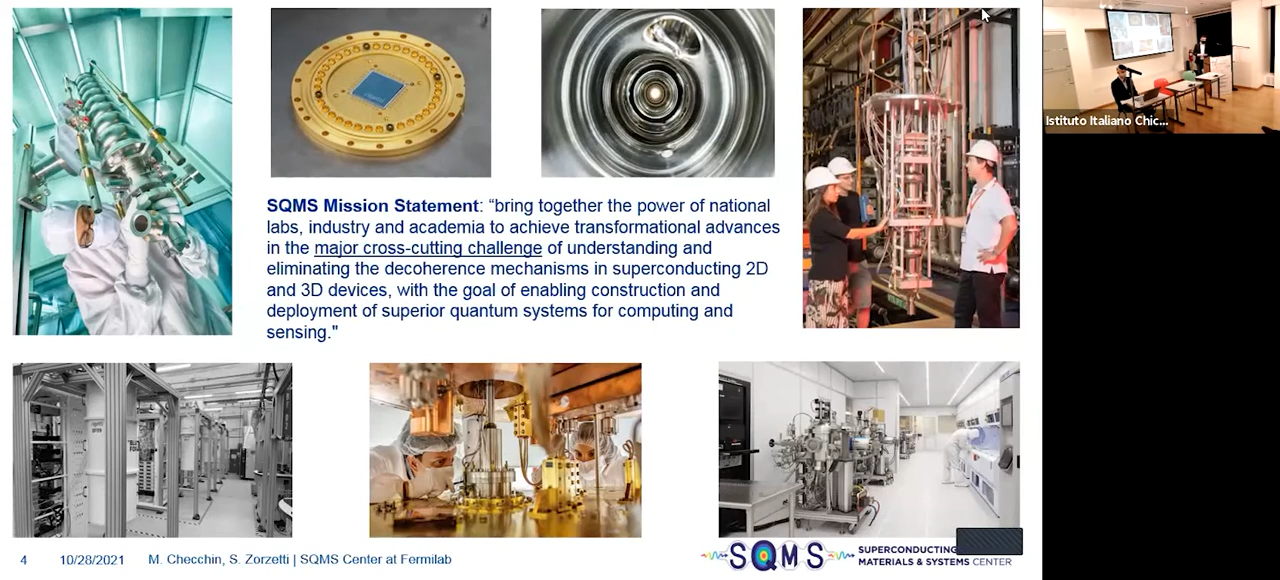 Istituto Italiano Chic...
SQMS Mission Statement: “bring together the power of national
labs, industry and academia to achieve transformational advances
in the major cross-cutting challenge of understanding and
eliminating the decoherence mechanisms in superconducting 2D
and 3D devices, with the goal of enabling construction and
deployment of superior quantum systems for computing and
sensing."
4 10/28/2021 M. Checchin, S. Zorzetti | SQMS Center at Fermilab
SQMS
SUPERCONDUCTING
MATERIALS & SYSTEMS CENTER